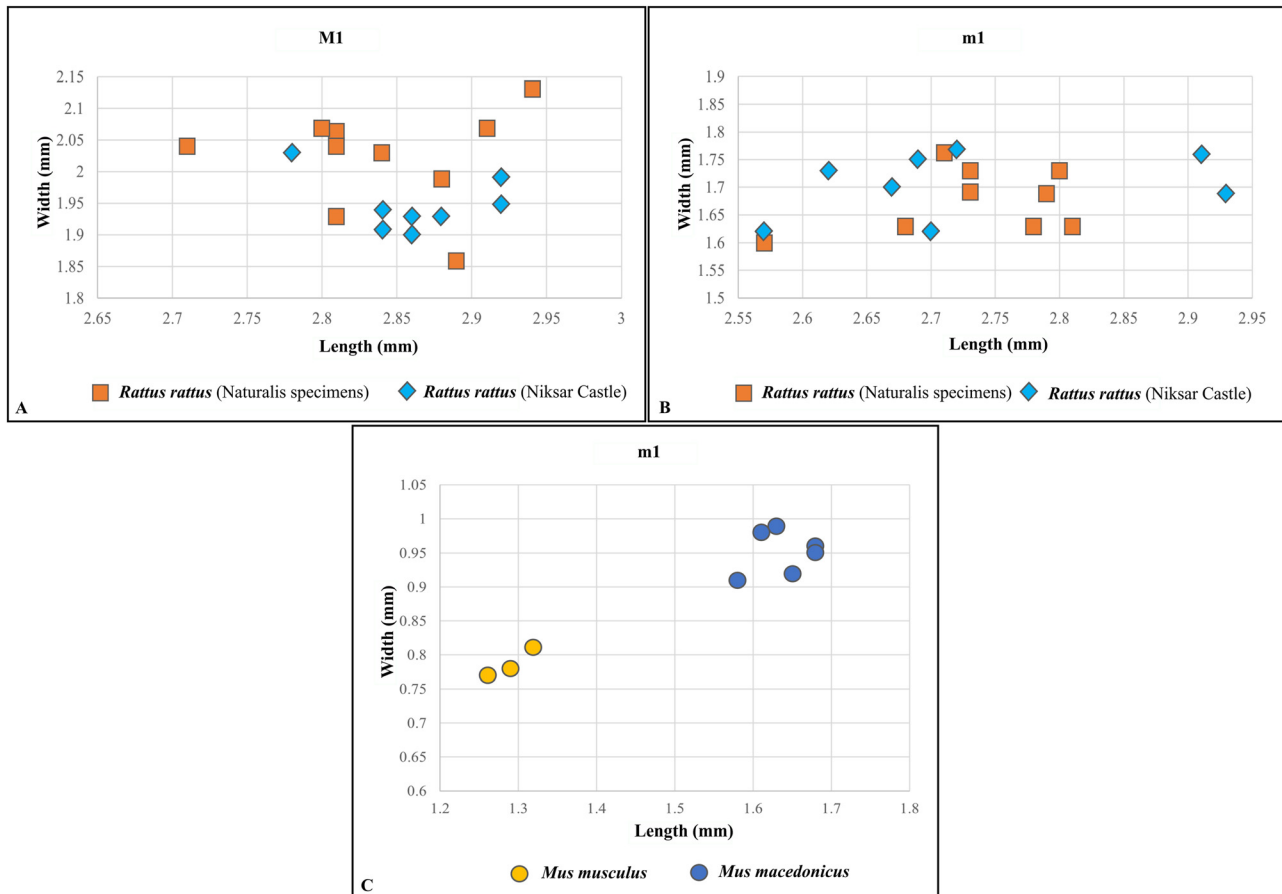 M1
2.15
2.1
2.05
2
1.95
1.9
1.85
1.8
Width (mm)
2.65 2.7 2.75 2.8 2.85 2.9 2.95 3
Length (mm)
Rattus rattus (Naturalis specimens) Rattus rattus (Niksar Castle)
A
m1
1.9
1.85
1.8
1.75
1.7
1.65
1.6
1.55
1.5
Width (mm)
2.55 2.6 2.65 2.7 2.75 2.8 2.85 2.9 2.95
Length (mm)
Rattus rattus (Naturalis specimens) Rattus rattus (Niksar Castle)
B
m1
1.05
1
0.95
0.9
0.85
0.8
0.75
0.7
0.65
0.6
Width (mm)
1.2 1.3 1.4 1.5 1.6 1.7 1.8
Length (mm)
Mus musculus Mus macedonicus
C